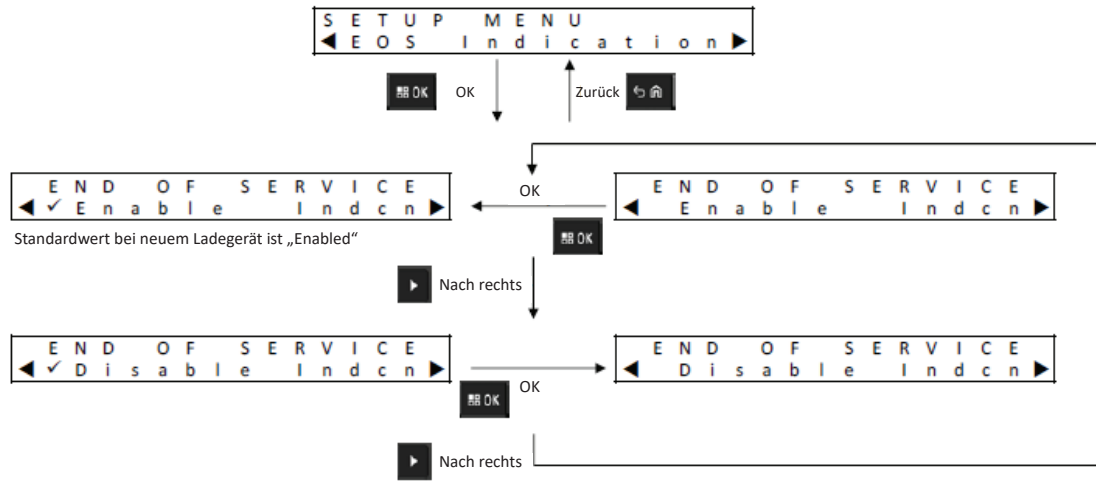 SETUP MENU
◀EOS Indication▶
OK OK Zurück
END OF SERVICE
◀✓Enable Indcn▶
OK
END OF SERVICE
◀ Enable Indcn▶
Standardwert bei neuem Ladegerät ist „Enabled“
OK
Nach rechts
END OF SERVICE
◀✓Disable Indcn▶
OK
OK
END OF SERVICE
◀ Disable Indcn▶
Nach rechts